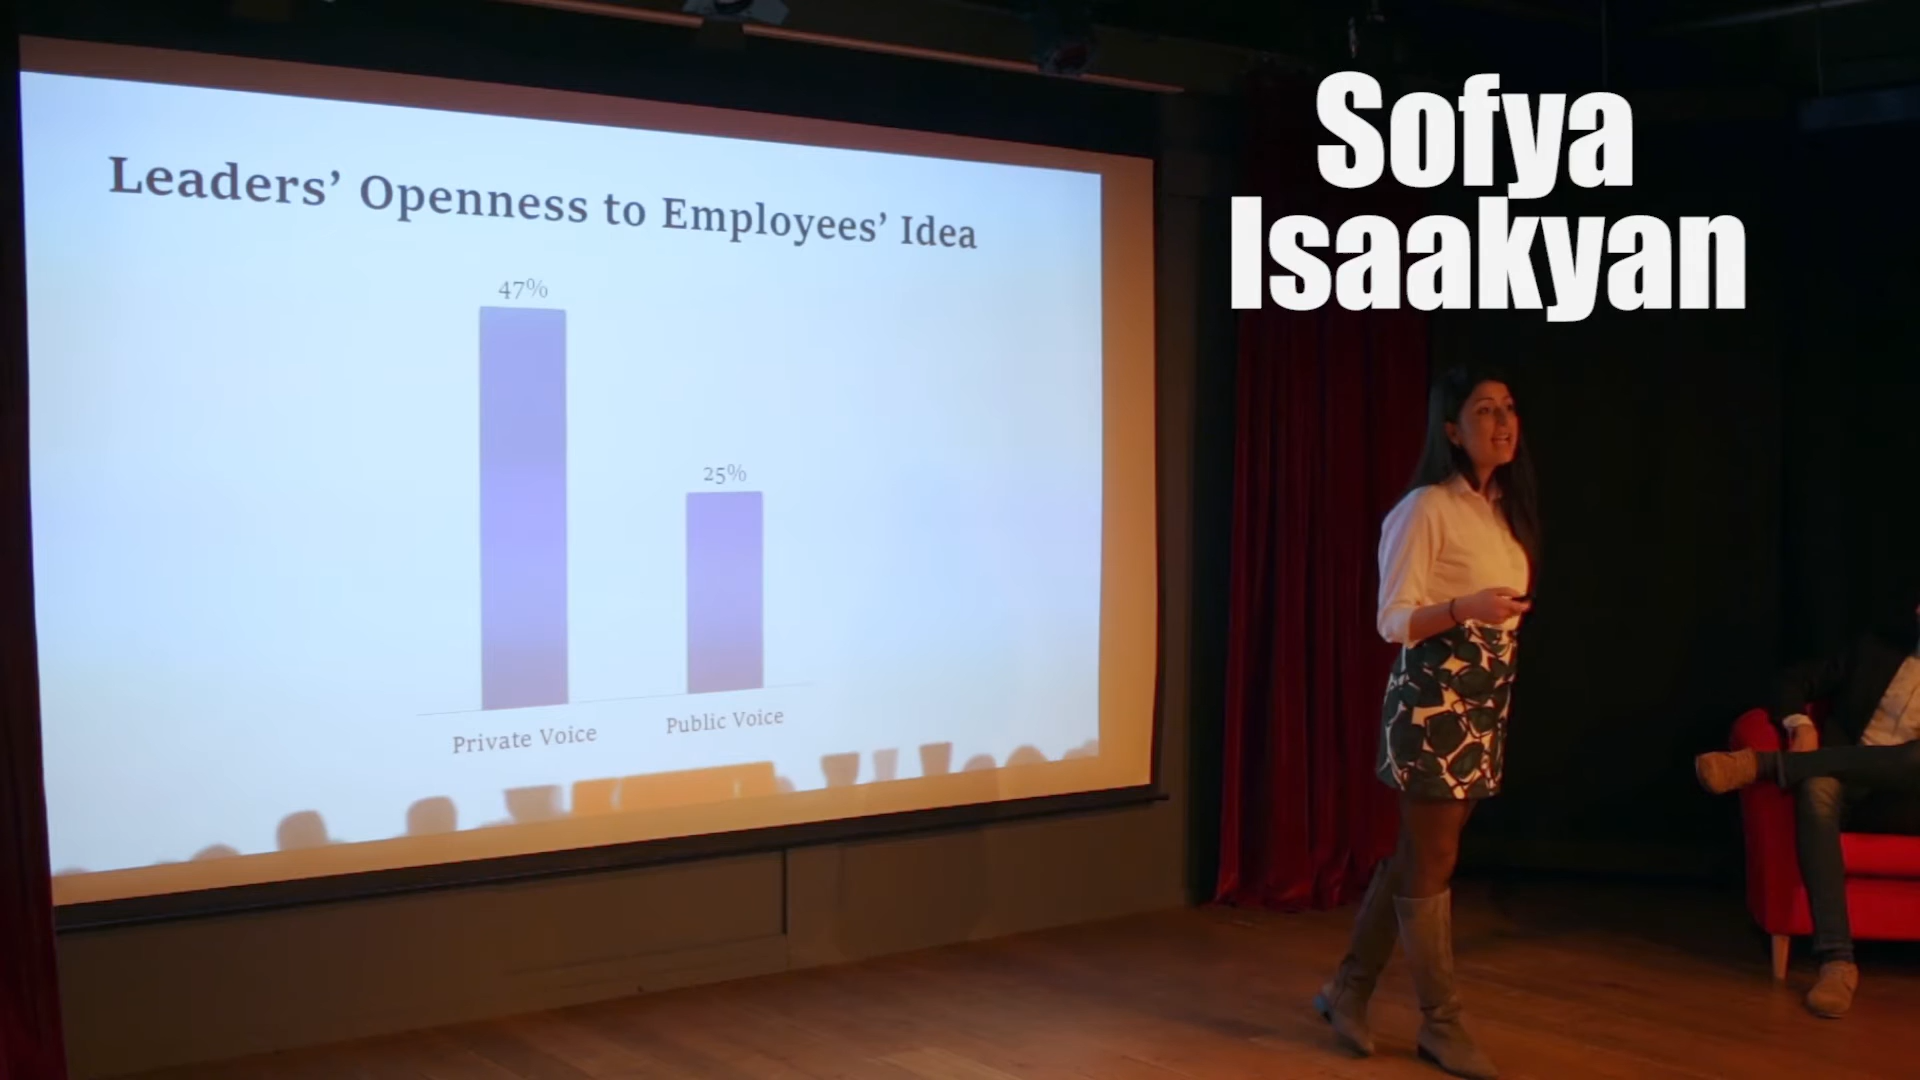 Sofya
Isaakyan
Leaders’ Openness to Employees’ Idea
47%
25%
Private Voice
Public Voice